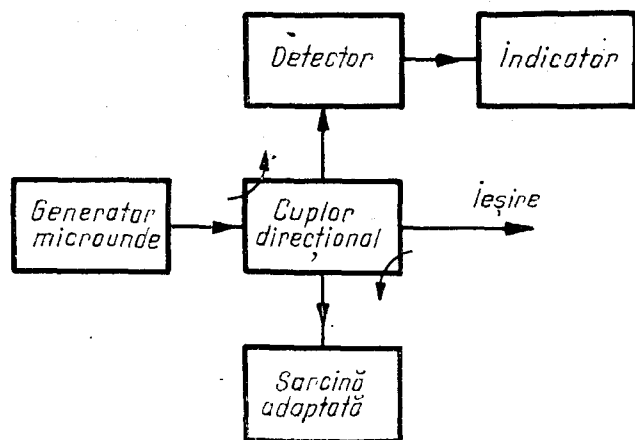 Detector
Indicator
Generator
microunde
Cuplor
direcțional
Ieșire
Sarcină
adaptată